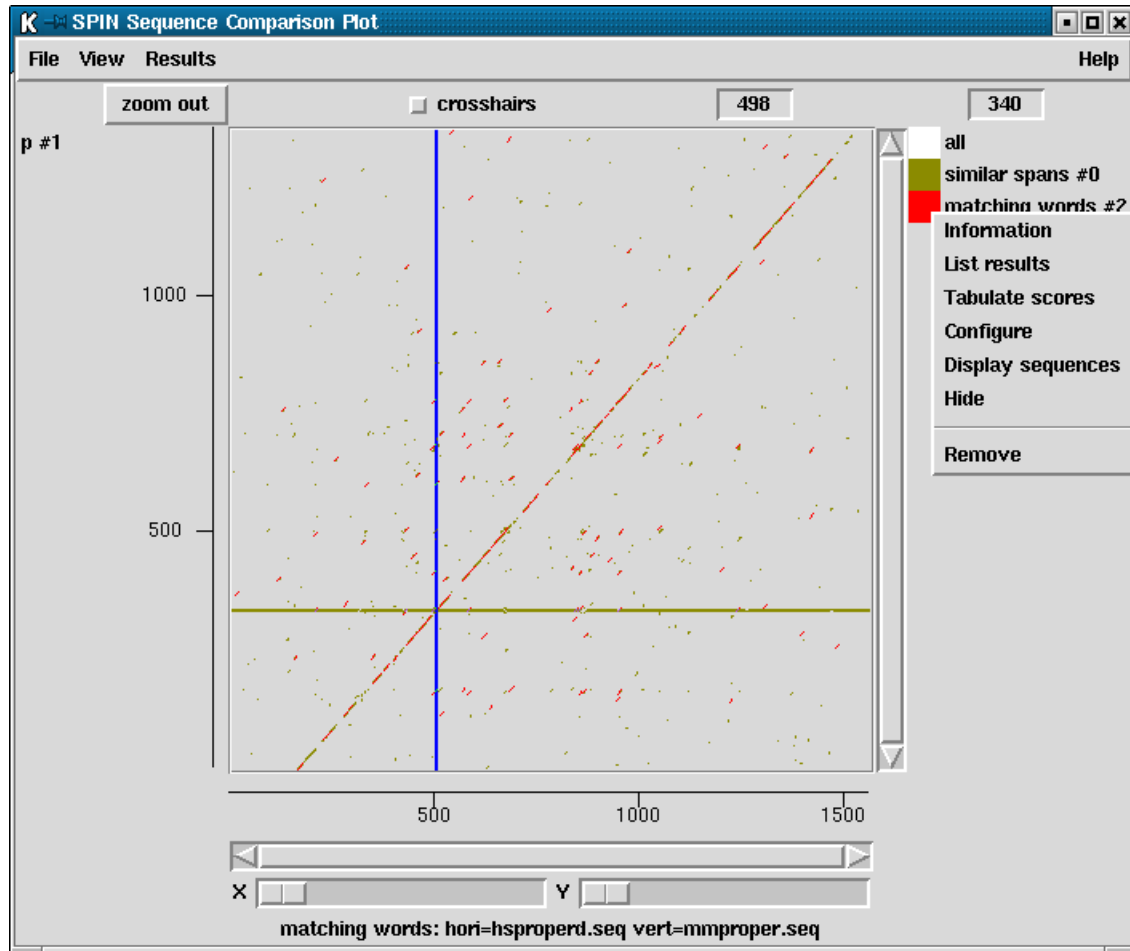 SPIN Sequence Comparison Plot
File View Results Help
zoom out crosshairs 498 340
p #1
all
similar spans #0
matching words #2
Information
List results
Tabulate scores
Configure
Display sequences
Hide
Remove
1000
500
500 1000 1500
X Y
matching words: hori=hsproperd.seq vert=mmproper.seq